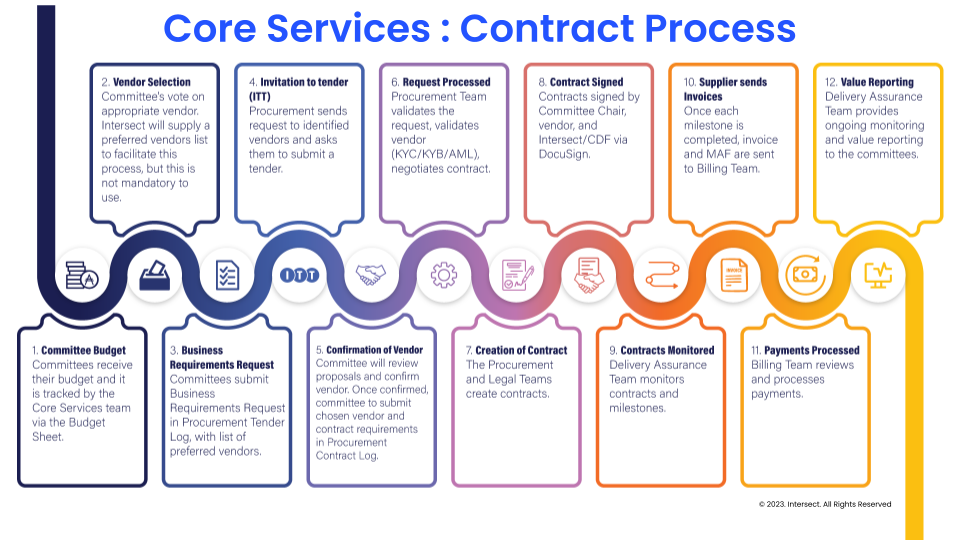 Core Services : Contract Process
1. Committee Budget
Committees receive
their budget and it
is tracked by the
Core Services team
via the Budget
Sheet.
2. Vendor Selection
Committee's vote on
appropriate vendor.
Intersect will supply a
preferred vendors list
to facilitate this
process, but this is
not mandatory to
use.
3. Business
Requirements Request
Committees submit
Business
Requirements Request
in Procurement Tender
Log, with list of
preferred vendors.
4. Invitation to tender
(ITT)
Procurement sends
request to identified
vendors and asks
them to submit a
tender.
ITT
5. Confirmation of Vendor
Committee will review
proposals and confirm
vendor. Once confirmed,
committee to submit
chosen vendor and
contract requirements
in Procurement
Contract Log.
6. Request Processed
Procurement Team
validates the
request, validates
vendor
(KYC/KYB/AML),
negotiates contract.
7. Creation of Contract
The Procurement
and Legal Teams
create contracts.
8. Contract Signed
Contracts signed by
Committee Chair,
vendor, and
Intersect/CDF via
DocuSign.
9. Contracts Monitored
Delivery Assurance
Team monitors
contracts and
milestones.
10. Supplier sends
Invoices
Once each
milestone is
completed, invoice
and MAF are sent
to Billing Team.
INVOICE
11. Payments Processed
Billing Team reviews
and processes
payments.
12. Value Reporting
Delivery Assurance
Team provides
ongoing monitoring
and value reporting
to the committees.
© 2023. Intersect. All Rights Reserved